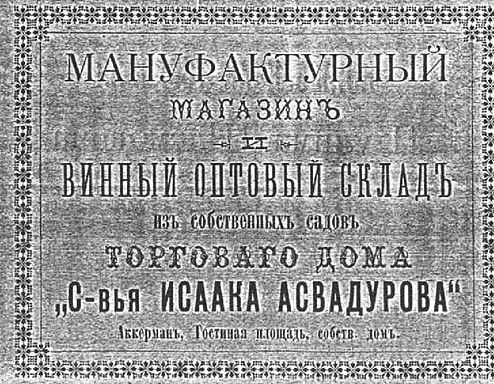 МАНУФАКТУРНЫЙ
МАГАЗИНЪ
И
ВИННЫЙ ОПТОВЫЙ СКЛАДЪ
изъ собственныхъ садовъ
ТОРГОВАГО ДОМА
„С-вья ИСААКА АСВАДУРОВА“
Аккерманъ, Гостиная площадь, собств. домъ.